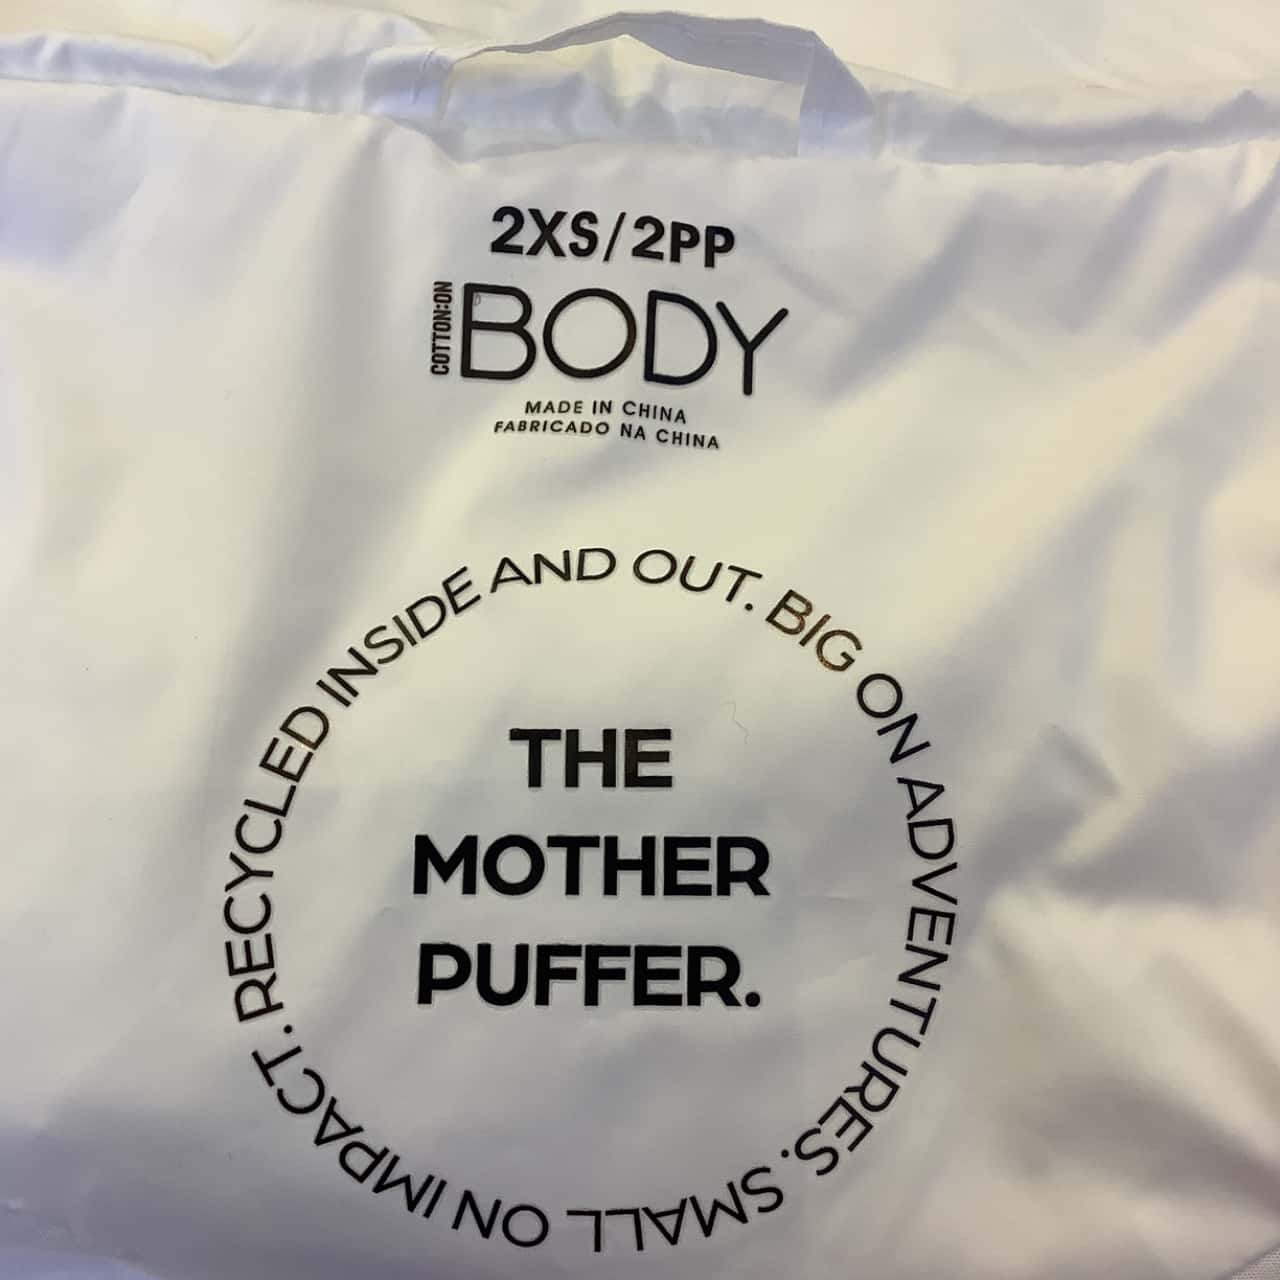 2XS/2PP
COTTON:ON
BODY
MADE IN CHINA
FABRICADO NA CHINA
RECYCLED INSIDE AND OUT. BIG ON ADVENTURES. SMALL ON IMPACT.
THE
MOTHER
PUFFER.